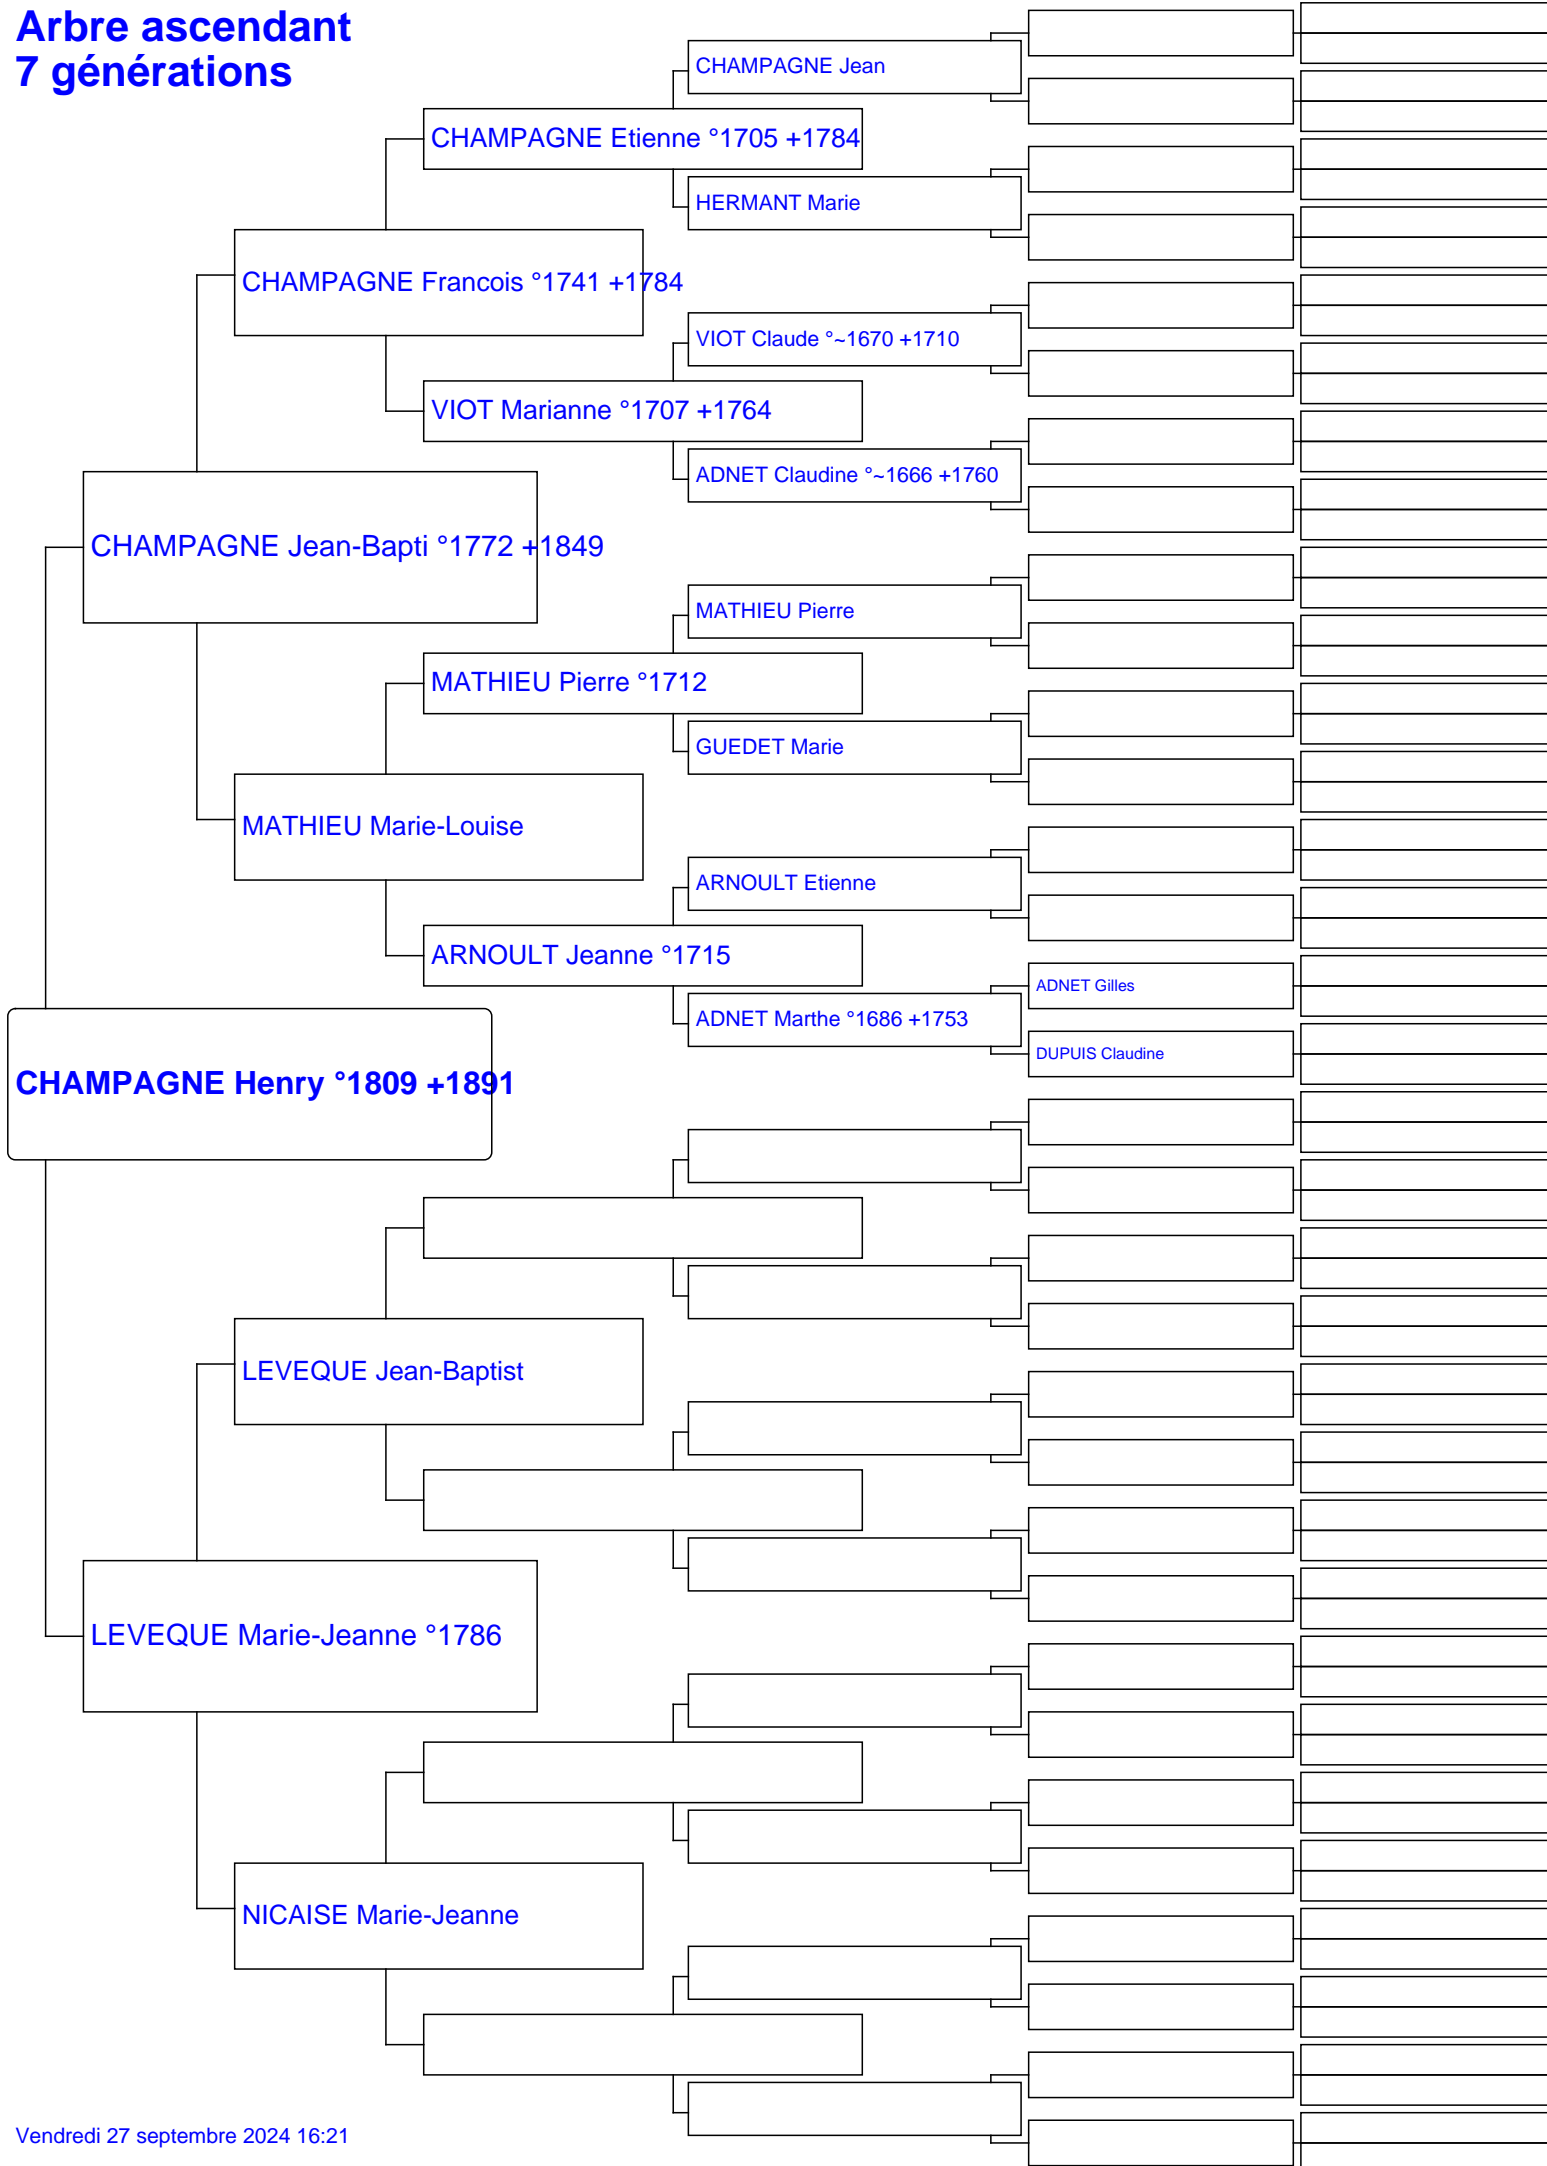 Arbre ascendant
7 générations
CHAMPAGNE Jean
CHAMPAGNE Etienne °1705 +1784
HERMANT Marie
CHAMPAGNE Francois °1741 +1784
VIOT Claude °~1670 +1710
VIOT Marianne °1707 +1764
ADNET Claudine °~1666 +1760
CHAMPAGNE Jean-Bapti °1772 +1849
MATHIEU Pierre
MATHIEU Pierre °1712
GUEDET Marie
MATHIEU Marie-Louise
ARNOULT Etienne
ARNOULT Jeanne °1715
ADNET Gilles
ADNET Marthe °1686 +1753
DUPUIS Claudine
CHAMPAGNE Henry °1809 +1891
LEVEQUE Jean-Baptist
LEVEQUE Marie-Jeanne °1786
NICAISE Marie-Jeanne
Vendredi 27 septembre 2024 16:21